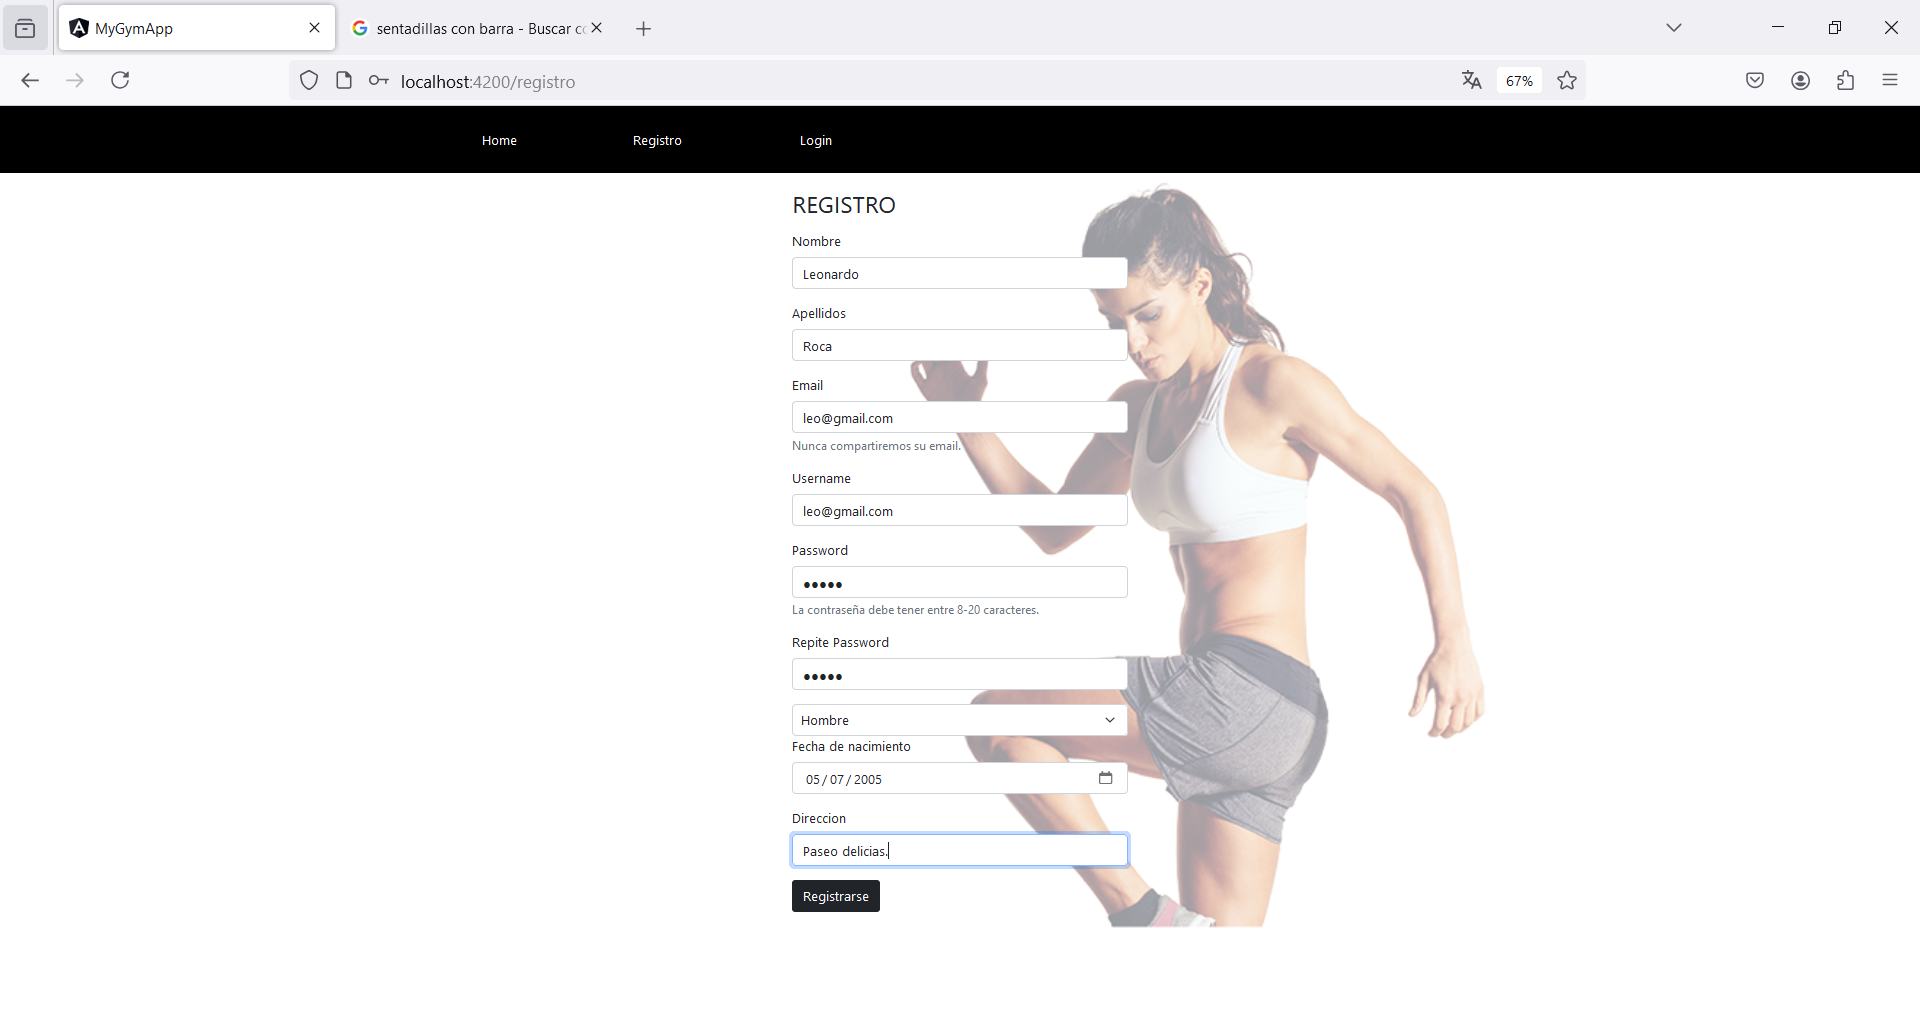 MyGymApp
sentadillas con barra - Buscar co
localhost:4200/registro
67%
Home Registro Login
REGISTRO
Nombre
Leonardo
Apellidos
Roca
Email
leo@gmail.com
Nunca compartiremos su email.
Username
leo@gmail.com
Password
●●●●●
La contraseña debe tener entre 8-20 caracteres.
Repite Password
●●●●●
Hombre
Fecha de nacimiento
05/07/2005
Direccion
Paseo delicias.
Registrarse